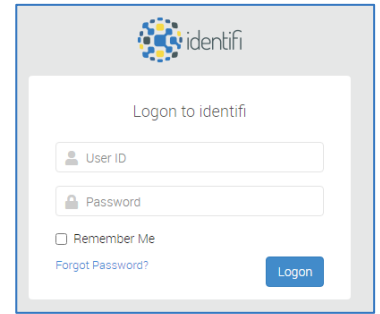 identifi
Logon to identifi
User ID
Password
Remember Me
Forgot Password?
Logon